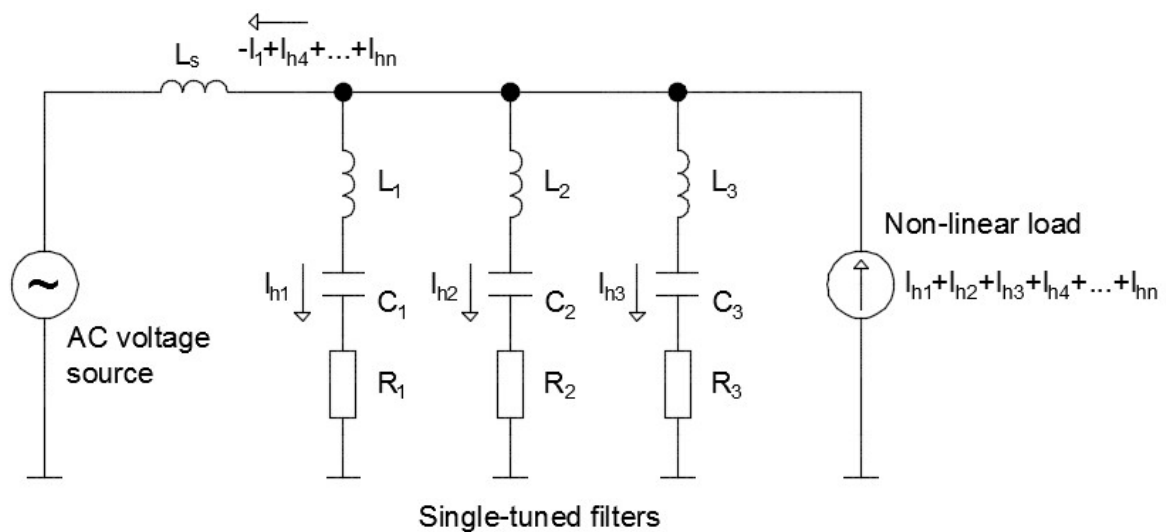 -I₁+Iₕ₄+...+Iₕₙ
Lₛ
L₁
L₂
L₃
Non-linear load
Iₕ₁+Iₕ₂+Iₕ₃+Iₕ₄+...+Iₕₙ
Iₕ₁
C₁
Iₕ₂
C₂
Iₕ₃
C₃
~
AC voltage
source
R₁
R₂
R₃
Single-tuned filters